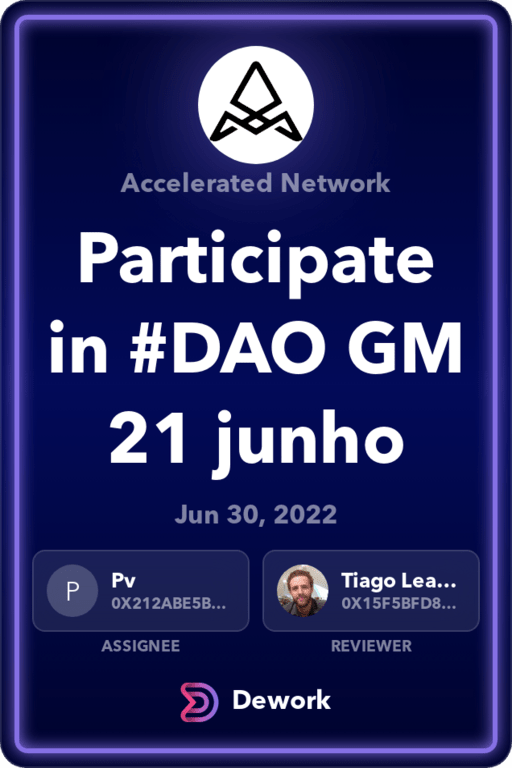 Accelerated Network
Participate
in #DAO GM
21 junho
Jun 30, 2022
P
Pv
0X212ABE5B...
Tiago Lea...
0X15F5BFD8...
ASSIGNEE
REVIEWER
Dework